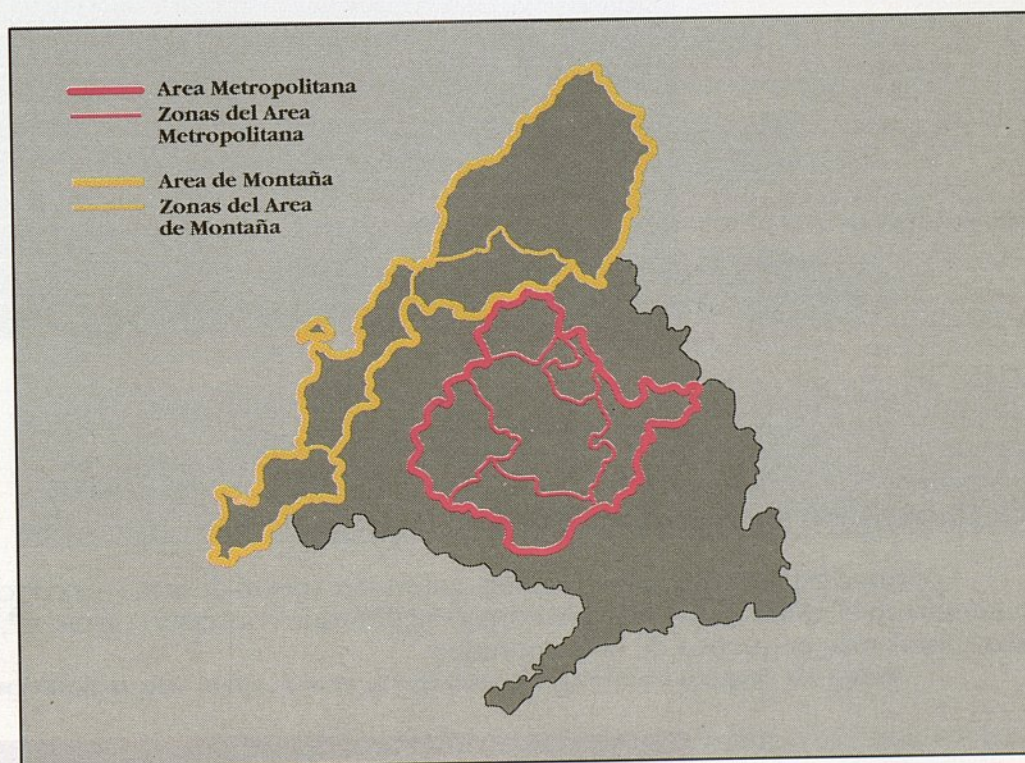 Area Metropolitana
Zonas del Area
Metropolitana
Area de Montaña
Zonas del Area
de Montaña